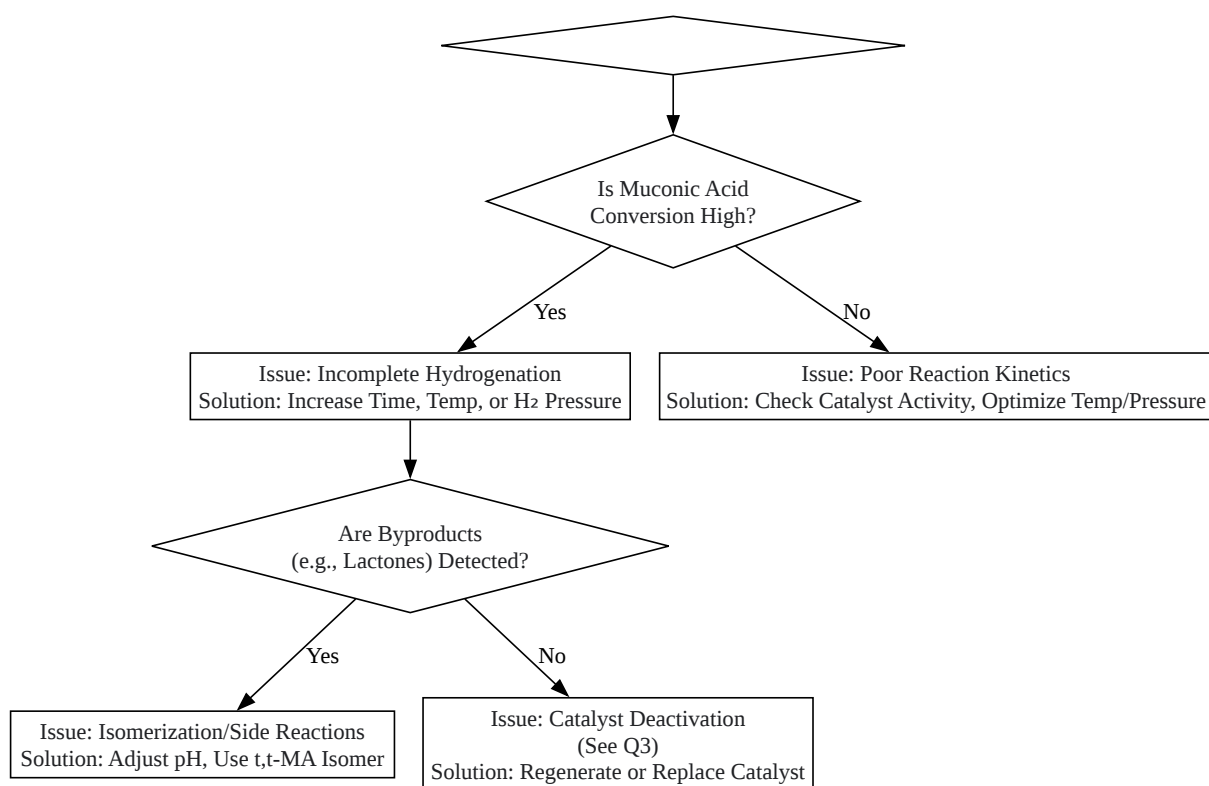 Is Muconic Acid
Conversion High?
Yes
No
Issue: Incomplete Hydrogenation
Solution: Increase Time, Temp, or H₂ Pressure
Issue: Poor Reaction Kinetics
Solution: Check Catalyst Activity, Optimize Temp/Pressure
Are Byproducts
(e.g., Lactones) Detected?
Yes
No
Issue: Isomerization/Side Reactions
Solution: Adjust pH, Use t,t-MA Isomer
Issue: Catalyst Deactivation
(See Q3)
Solution: Regenerate or Replace Catalyst